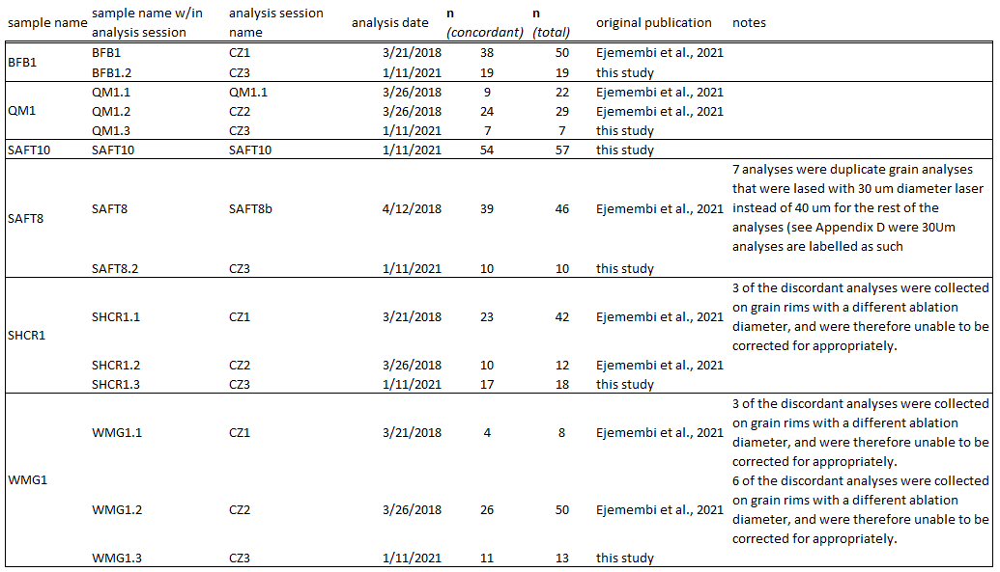 sample name sample name w/in analysis session analysis session name analysis date n (concordant) n (total) original publication notes
BFB1 BFB1 CZ1 3/21/2018 38 50 Ejemembi et al., 2021
BFB1.2 CZ3 1/11/2021 19 19 this study
QM1 QM1.1 QM1.1 3/26/2018 9 22 Ejemembi et al., 2021
QM1.2 CZ2 3/26/2018 24 29 Ejemembi et al., 2021
QM1.3 CZ3 1/11/2021 7 7 this study
SAFT10 SAFT10 SAFT10 1/11/2021 54 57 this study
SAFT8 SAFT8 SAFT8b 4/12/2018 39 46 Ejemembi et al., 2021
7 analyses were duplicate grain analyses
that were lased with 30 um diameter laser
instead of 40 um for the rest of the
analyses (see Appendix D were 30Um
analyses are labelled as such
SAFT8.2 CZ3 1/11/2021 10 10 this study
SHCR1 SHCR1.1 CZ1 3/21/2018 23 42 Ejemembi et al., 2021
3 of the discordant analyses were collected
on grain rims with a different ablation
diameter, and were therefore unable to be
corrected for appropriately.
SHCR1.2 CZ2 3/26/2018 10 12 Ejemembi et al., 2021
SHCR1.3 CZ3 1/11/2021 17 18 this study
WMG1 WMG1.1 CZ1 3/21/2018 4 8 Ejemembi et al., 2021
3 of the discordant analyses were collected
on grain rims with a different ablation
diameter, and were therefore unable to be
corrected for appropriately.
WMG1.2 CZ2 3/26/2018 26 50 Ejemembi et al., 2021
6 of the discordant analyses were collected
on grain rims with a different ablation
diameter, and were therefore unable to be
corrected for appropriately.
WMG1.3 CZ3 1/11/2021 11 13 this study